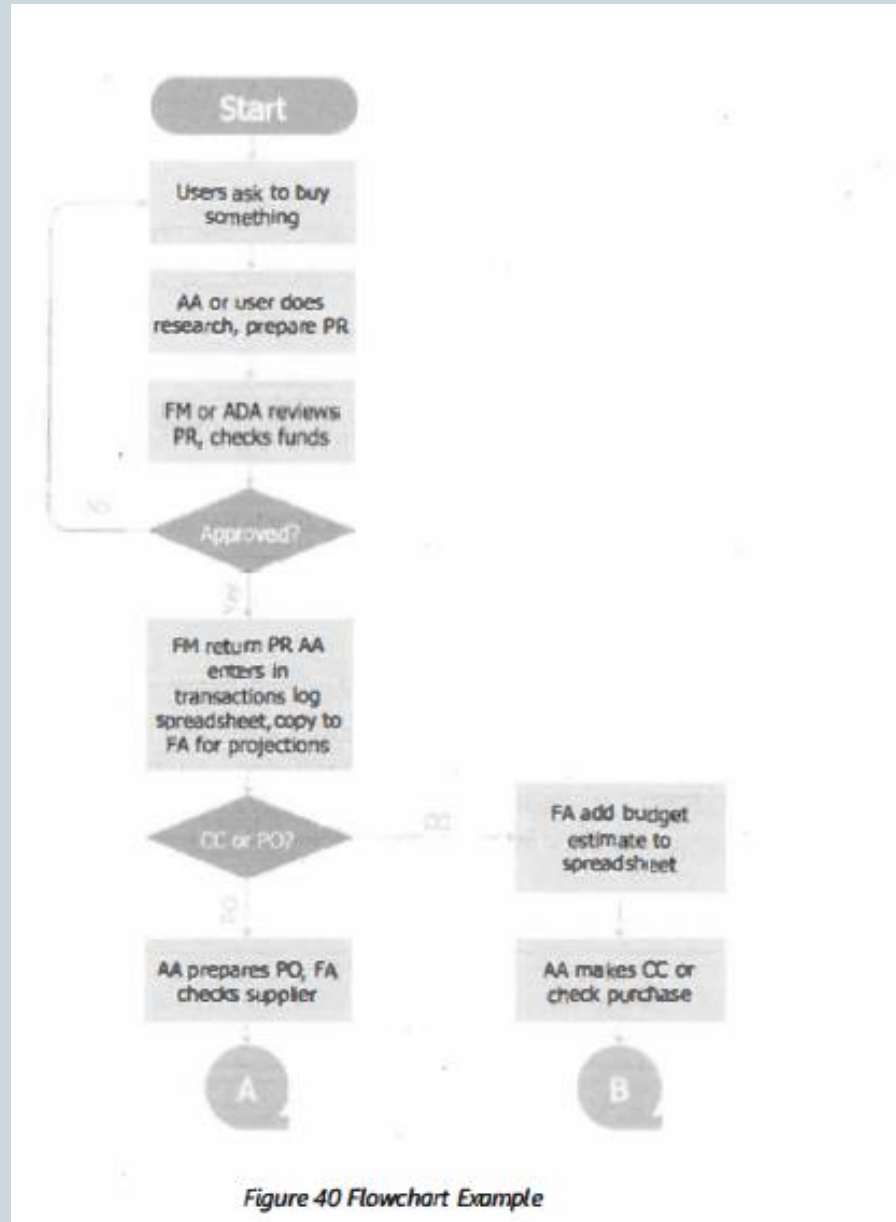 Start
Users ask to buy
something
AA or user does
research, prepare PR
FM or ADA reviews
PR, checks funds
Approved?
Yes
FM return PR AA
enters in
transactions log
spreadsheet, copy to
FA for projections
CC or PO?
CC
FA add budget
estimate to
spreadsheet
PO
AA prepares PO, FA
checks supplier
AA makes CC or
check purchase
A
B
Figure 40 Flowchart Example